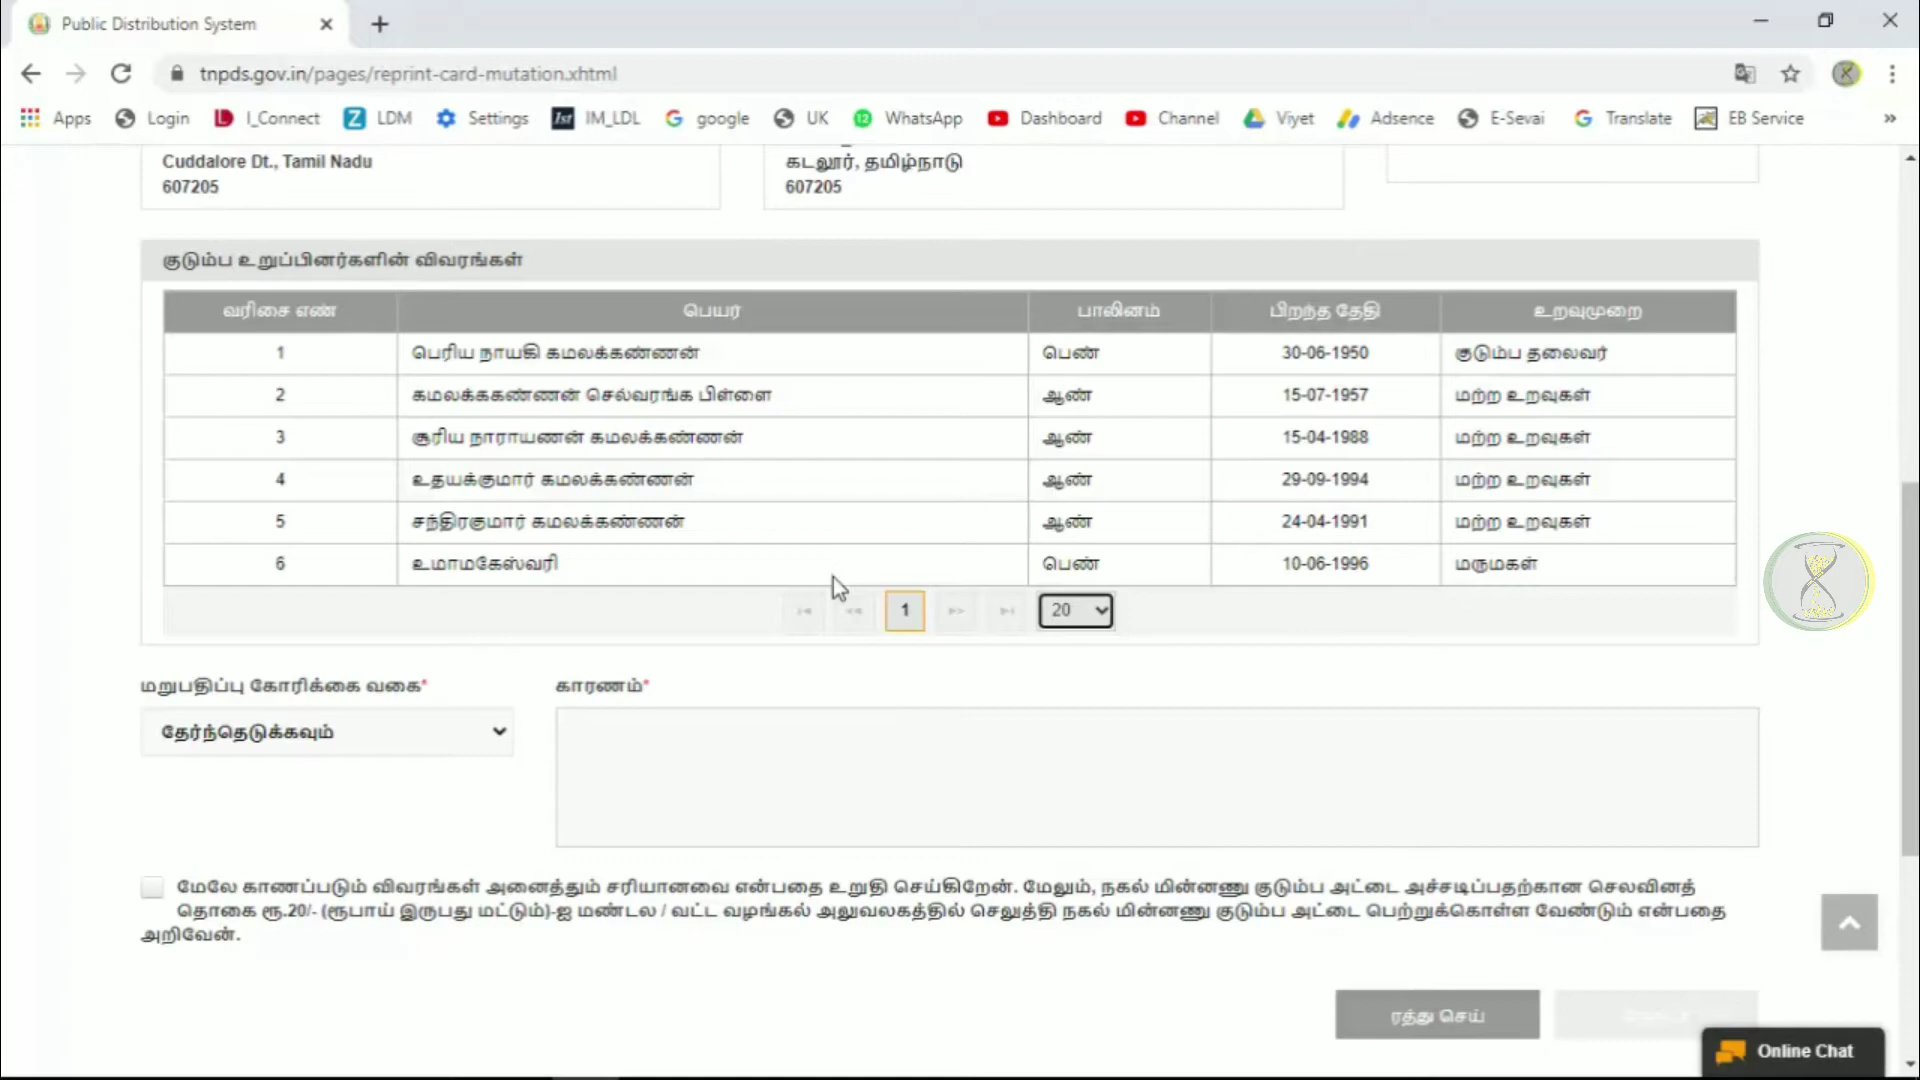 Public Distribution System
tnpds.gov.in/pages/reprint-card-mutation.xhtml
Apps Login I_Connect LDM Settings 1st IM_LDL google UK 12 WhatsApp Dashboard Channel Viyet Adsence E-Sevai Translate EB Service »
Cuddalore Dt., Tamil Nadu
607205
கடலூர், தமிழ்நாடு
607205
குடும்ப உறுப்பினர்களின் விவரங்கள்
வரிசை எண் பெயர் பாலினம் பிறந்த தேதி உறவுமுறை
1 பெரிய நாயகி கமலக்கண்ணன் பெண் 30-06-1950 குடும்ப தலைவர்
2 கமலக்ககண்ணன் செல்வரங்க பிள்ளை ஆண் 15-07-1957 மற்ற உறவுகள்
3 சூரிய நாராயணன் கமலக்கண்ணன் ஆண் 15-04-1988 மற்ற உறவுகள்
4 உதயக்குமார் கமலக்கண்ணன் ஆண் 29-09-1994 மற்ற உறவுகள்
5 சந்திரகுமார் கமலக்கண்ணன் ஆண் 24-04-1991 மற்ற உறவுகள்
6 உமாமகேஸ்வரி பெண் 10-06-1996 மருமகள்
1 20
மறுபதிப்பு கோரிக்கை வகை* காரணம்*
தேர்ந்தெடுக்கவும்
மேலே காணப்படும் விவரங்கள் அனைத்தும் சரியானவை என்பதை உறுதி செய்கிறேன். மேலும், நகல் மின்னணு குடும்ப அட்டை அச்சடிப்பதற்கான செலவினத்
தொகை ரூ.20/- (ரூபாய் இருபது மட்டும்)-ஐ மண்டல / வட்ட வழங்கல் அலுவலகத்தில் செலுத்தி நகல் மின்னணு குடும்ப அட்டை பெற்றுக்கொள்ள வேண்டும் என்பதை
அறிவேன்.
ரத்து செய்
Online Chat